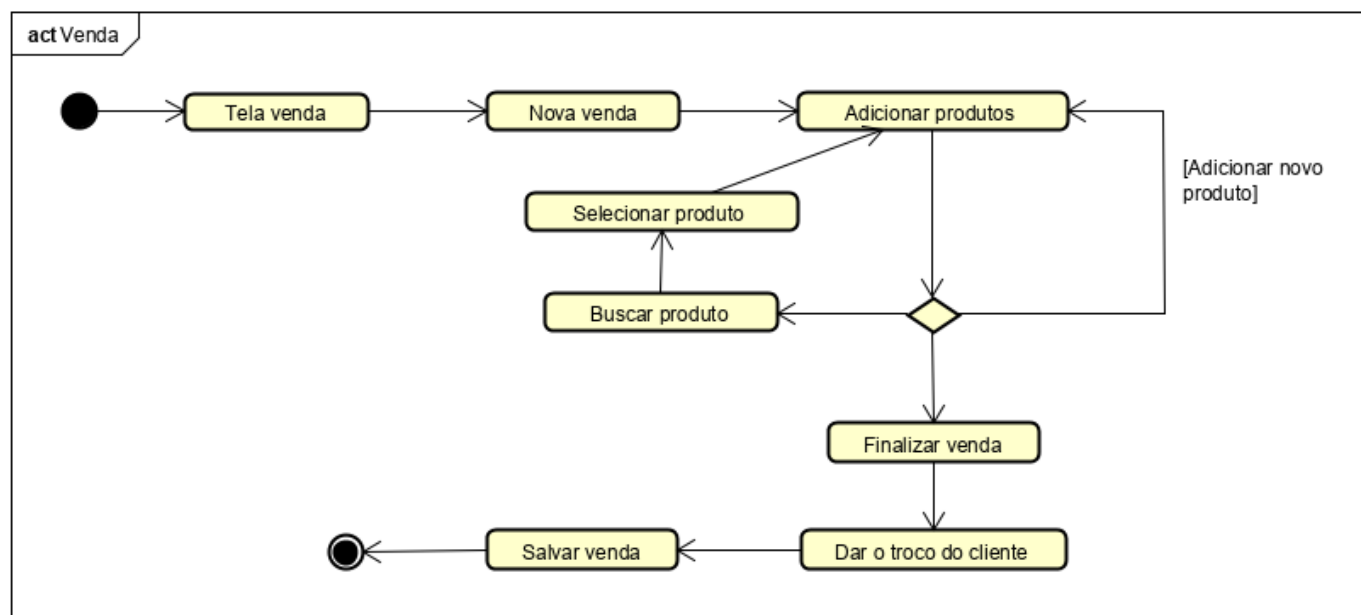 act Venda
Tela venda
Nova venda
Adicionar produtos
[Adicionar novo
produto]
Selecionar produto
Buscar produto
Finalizar venda
Salvar venda
Dar o troco do cliente